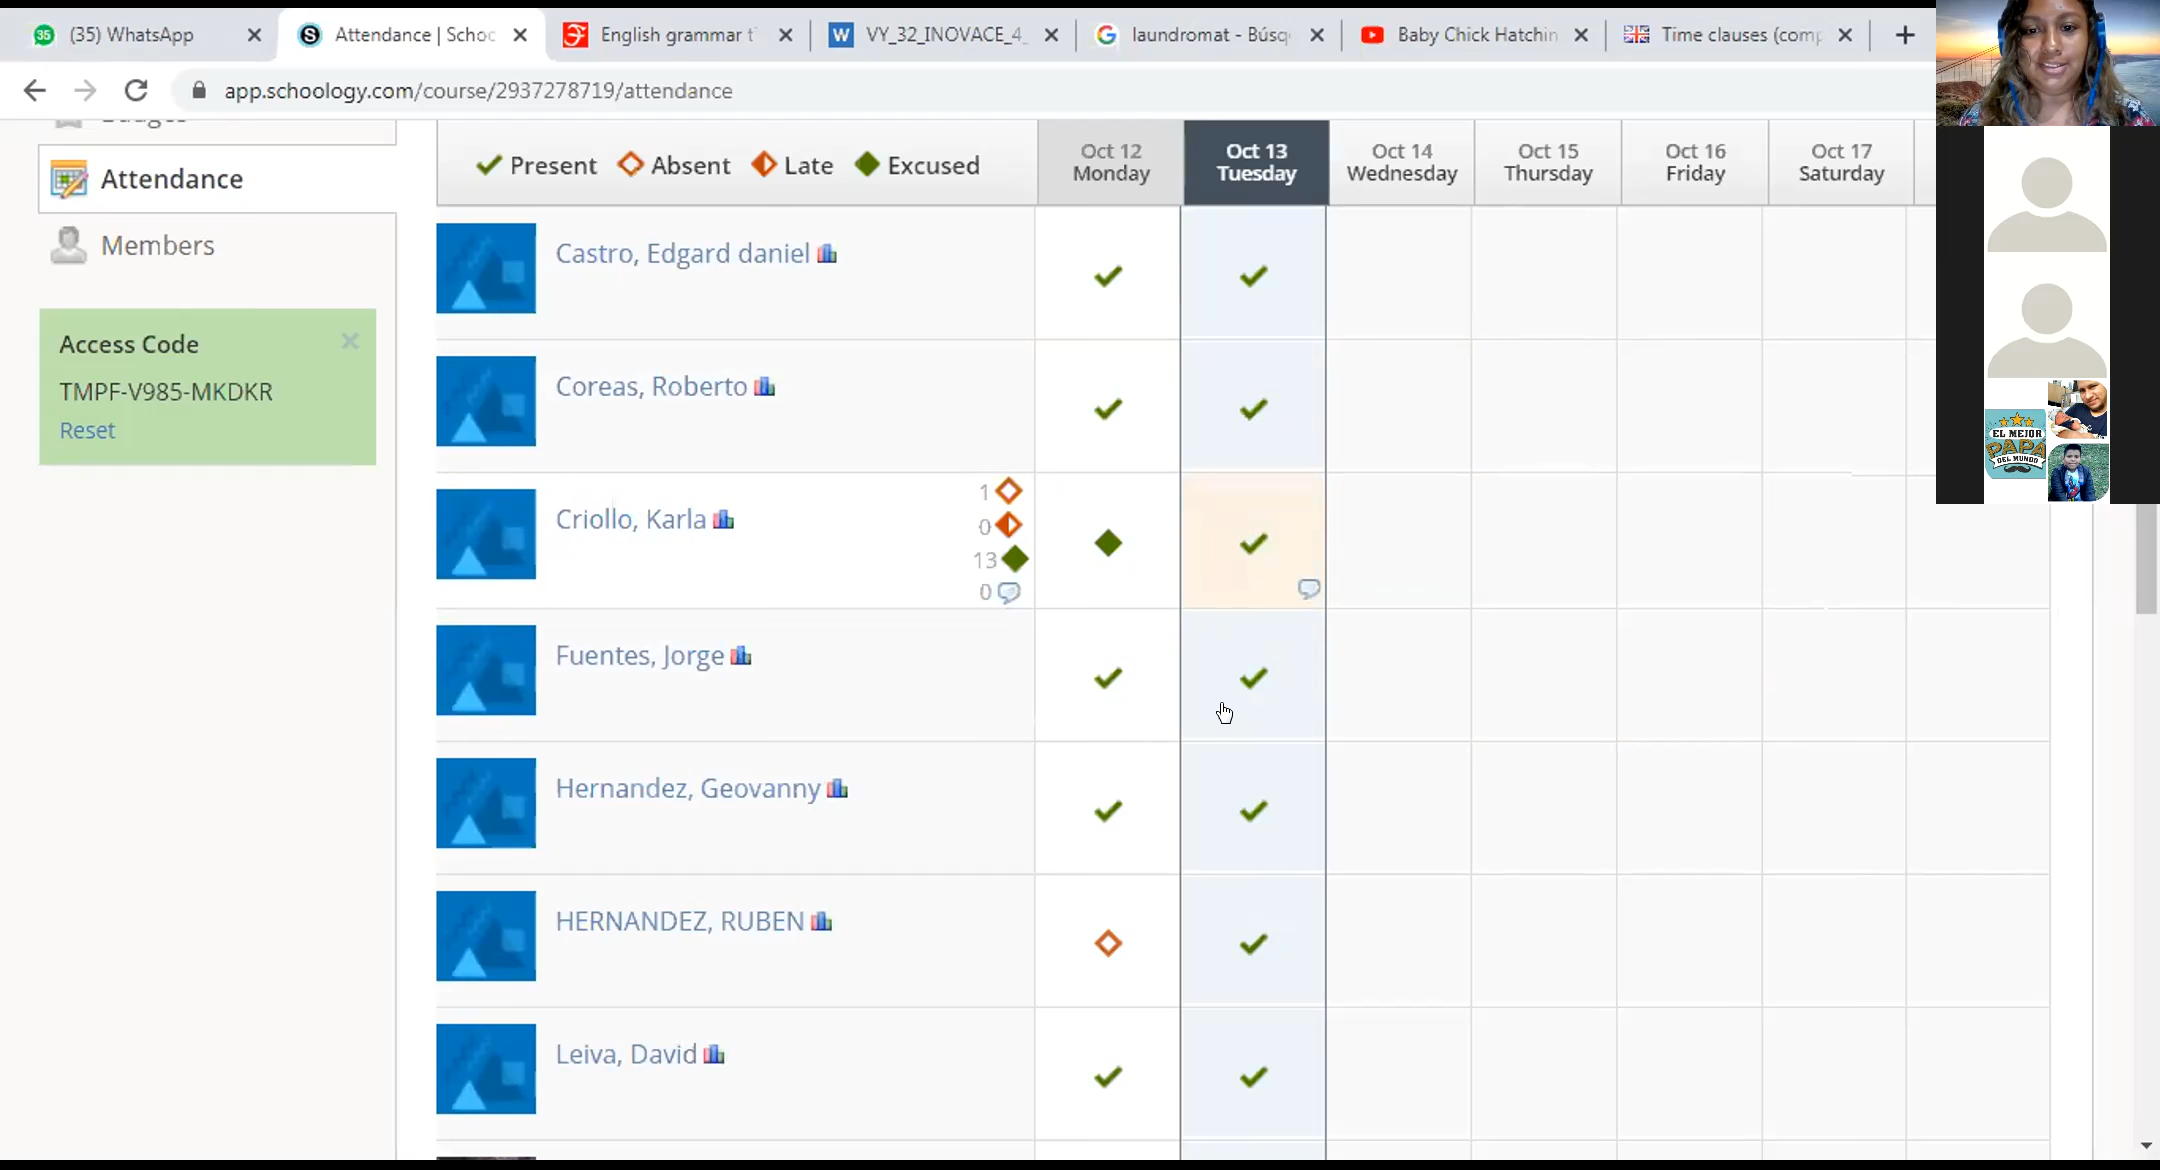 35 (35) WhatsApp
Attendance | Schoo
English grammar t
W VY_32_INOVACE_4_
laundromat - Búsq
Baby Chick Hatchin
Time clauses (comp
app.schoology.com/course/2937278719/attendance
Badges
Attendance
Members
Access Code
TMPF-V985-MKDKR
Reset
Present Absent Late Excused
Oct 12 Monday
Oct 13 Tuesday
Oct 14 Wednesday
Oct 15 Thursday
Oct 16 Friday
Oct 17 Saturday
Castro, Edgard daniel
Coreas, Roberto
Criollo, Karla
1
0
13
0
Fuentes, Jorge
Hernandez, Geovanny
HERNANDEZ, RUBEN
Leiva, David
EL MEJOR
PAPA
DEL MUNDO